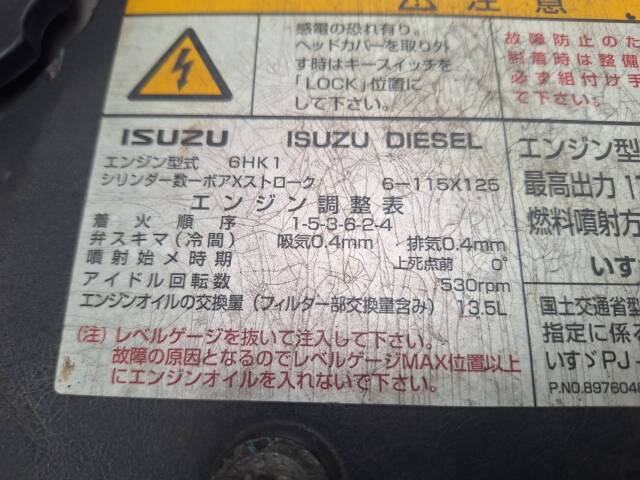 注意
感電の恐れ有り。
ヘッドカバーを取り外
す時はキースイッチを
「LOCK」位置に
して下さい。
故障防止のた
脱着時は整備
必ず組付け手
て下さい。
ISUZU ISUZU DIESEL
エンジン型式 6HK1
シリンダー数ーボアXストローク 6-115X125
エンジン調整表
着火順序 1-5-3-6-2-4
弁スキマ(冷間) 吸気0.4mm 排気0.4mm
噴射始メ時期 上死点前 0°
アイドル回転数 530rpm
エンジンオイルの交換量(フィルター部交換量含み) 13.5L
(注) レベルゲージを抜いて注入して下さい。
故障の原因となるのでレベルゲージMAX位置以上
にエンジンオイルを入れないで下さい。
エンジン型
最高出力 1
燃料噴射方
いす
国土交通省型
指定に係る
いすゞPJ-
P.NO.8976048